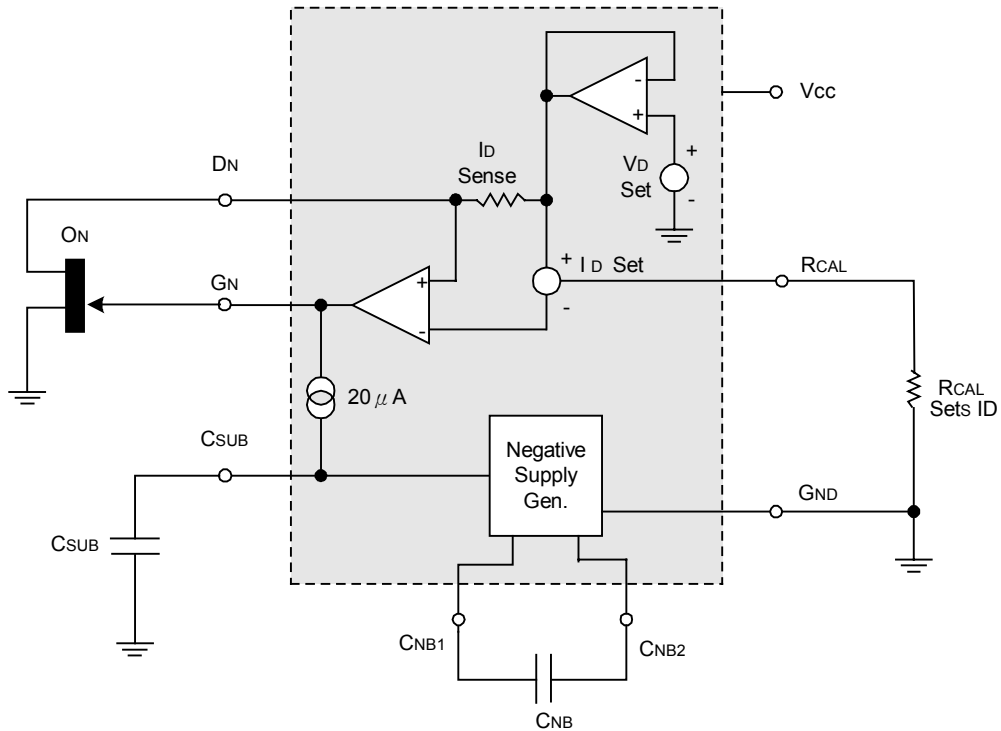 Vcc
-
+
VD
Set
+
-
ID
Sense
DN
ON
GN
+
-
+
-
ID Set
RCAL
RCAL
Sets ID
20 μ A
CSUB
CSUB
Negative
Supply
Gen.
GND
CNB1
CNB2
CNB